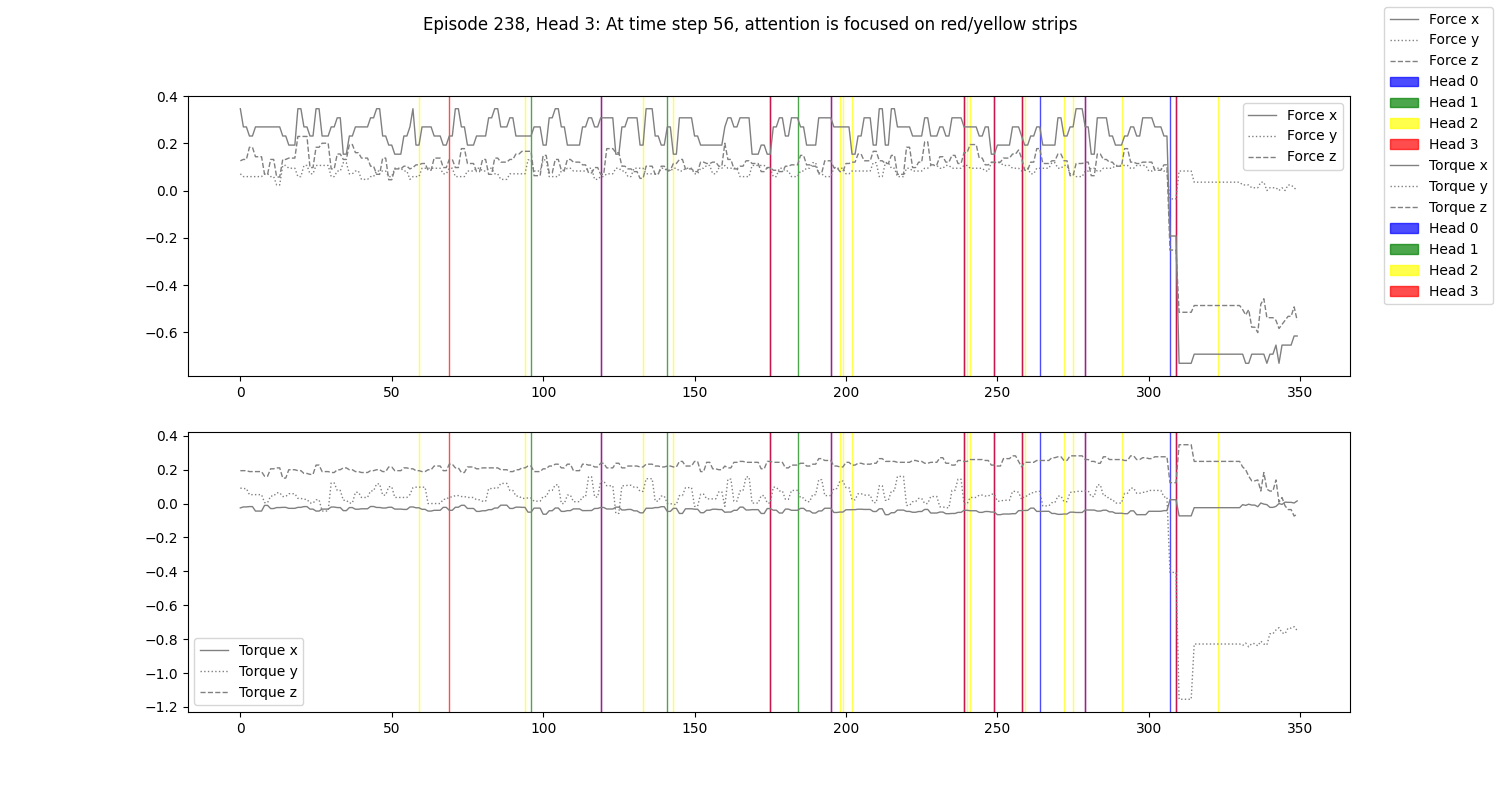 Episode 238, Head 3: At time step 56, attention is focused on red/yellow strips
Force x
Force y
Force z
Head 0
Head 1
Head 2
Head 3
Torque x
Torque y
Torque z
Head 0
Head 1
Head 2
Head 3
0.4
0.2
0.0
−0.2
−0.4
−0.6
Force x
Force y
Force z
0 50 100 150 200 250 300 350
0.4
0.2
0.0
−0.2
−0.4
−0.6
−0.8
−1.0
−1.2
Torque x
Torque y
Torque z
0 50 100 150 200 250 300 350